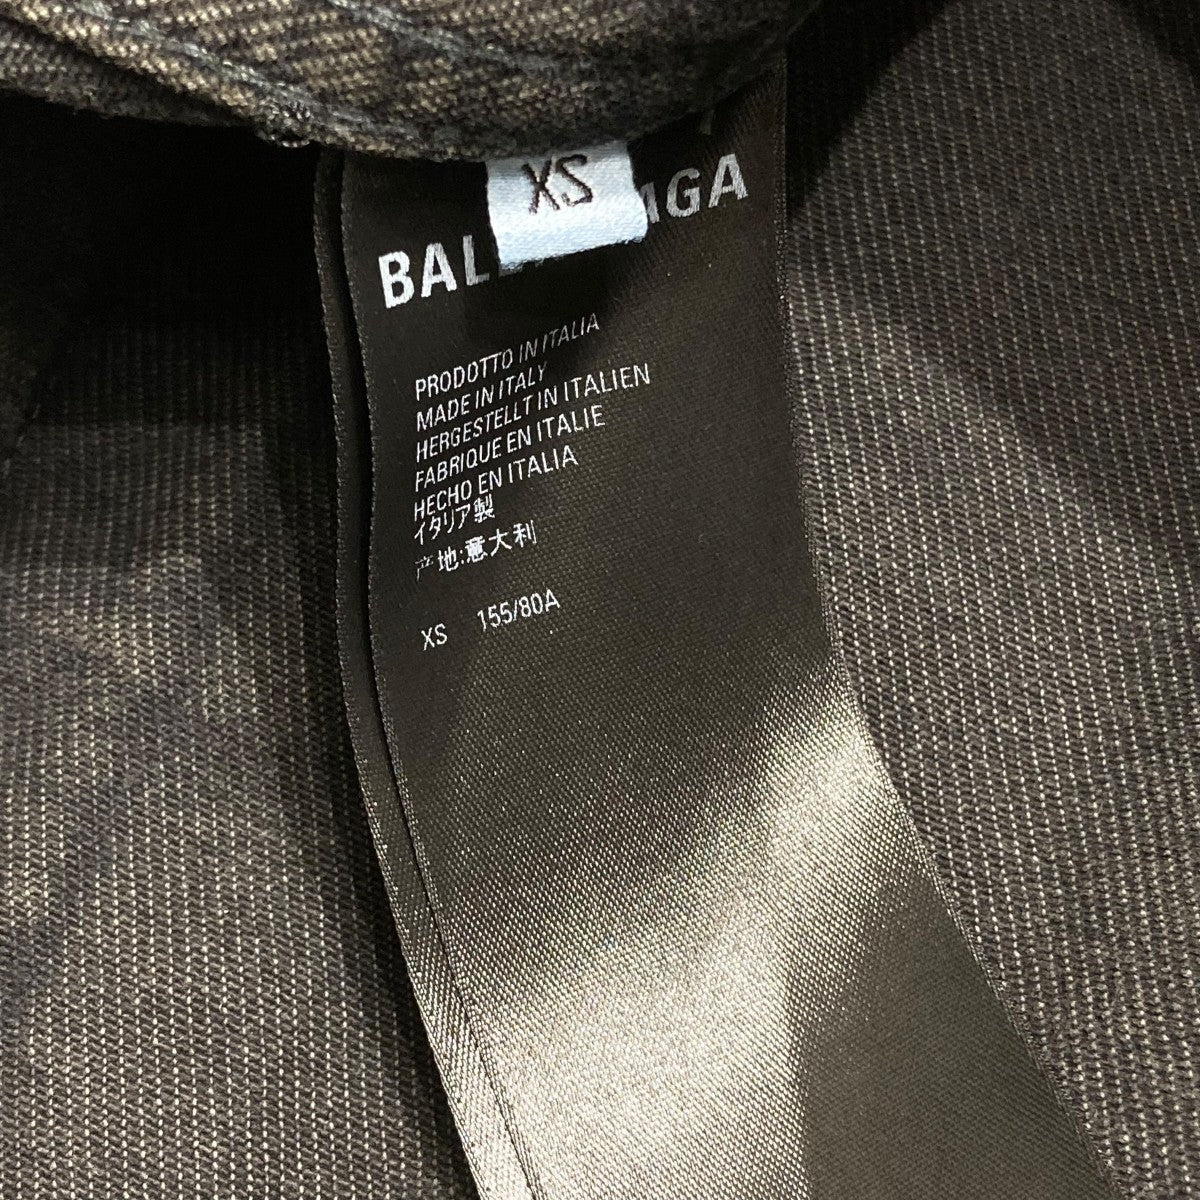 XS
BAL NGA
PRODOTTO IN ITALIA
MADE IN ITALY
HERGESTELLT IN ITALIEN
FABRIQUE EN ITALIE
HECHO EN ITALIA
イタリア製
产地:意大利
XS 155/80A